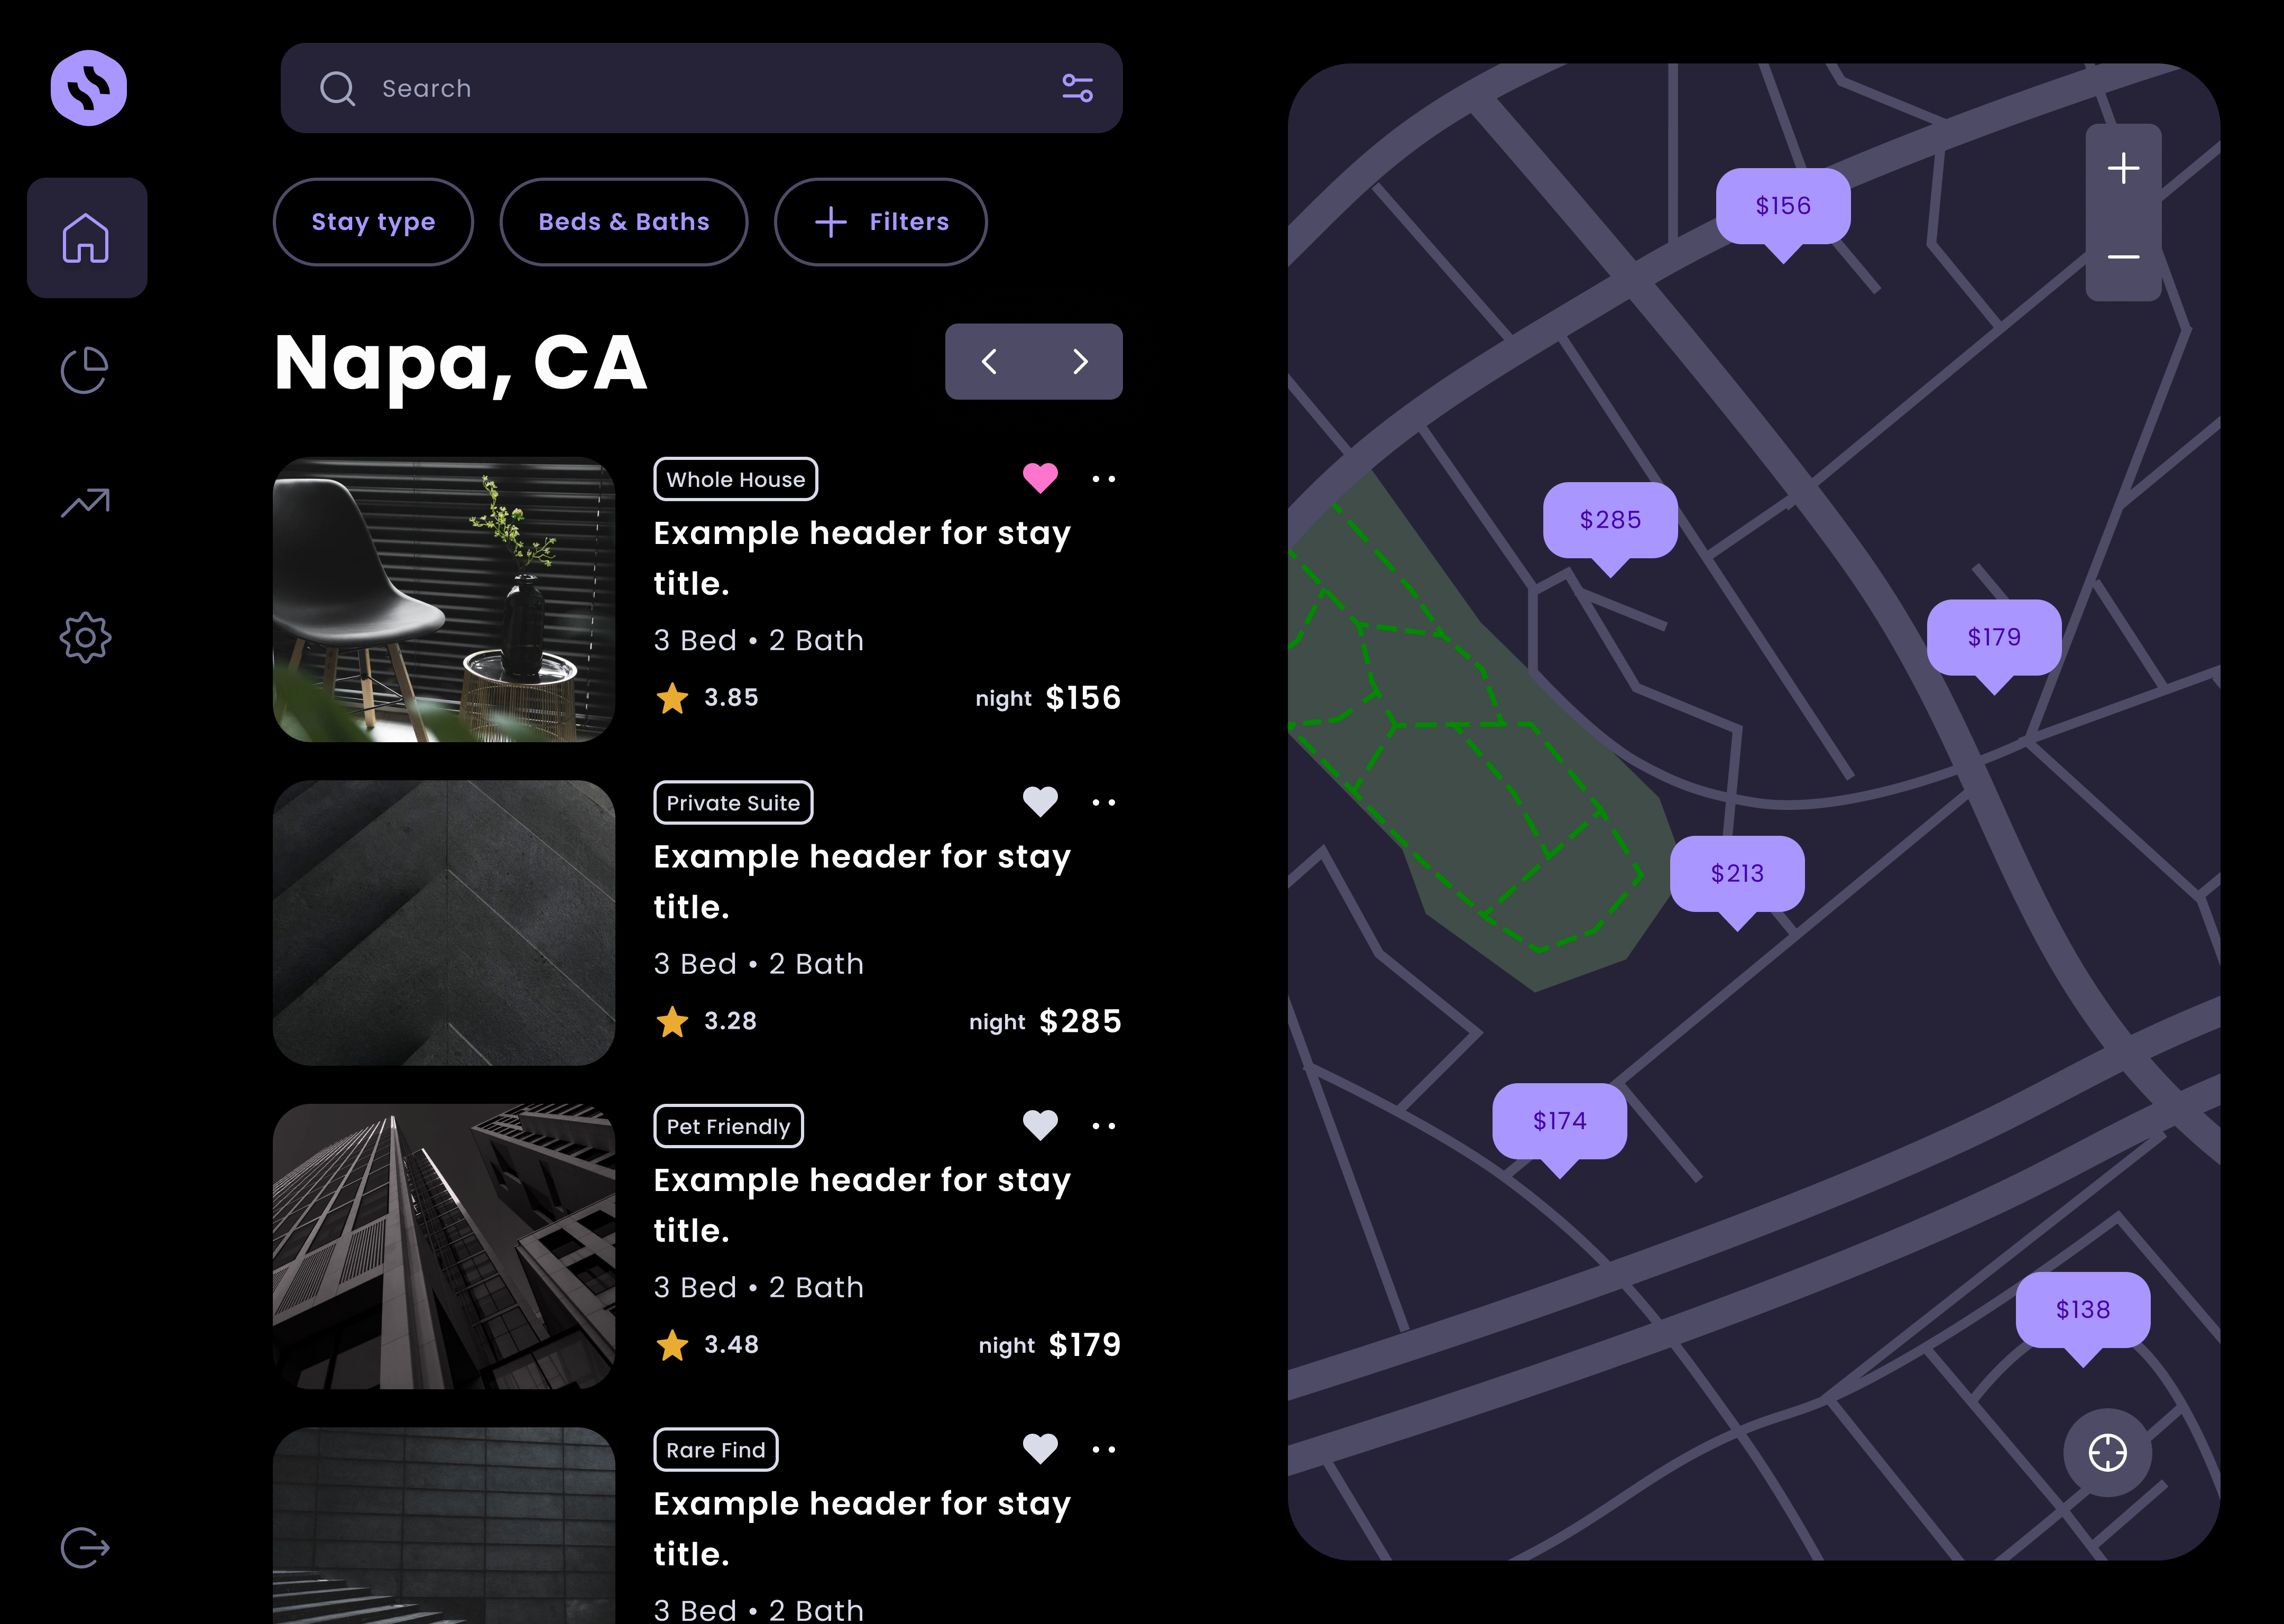 Search
Stay type
Beds & Baths
Filters
Napa, CA
Whole House
Example header for stay
title.
3 Bed • 2 Bath
3.85
night $156
Private Suite
Example header for stay
title.
3 Bed • 2 Bath
3.28
night $285
Pet Friendly
Example header for stay
title.
3 Bed • 2 Bath
3.48
night $179
Rare Find
Example header for stay
title.
3 Bed • 2 Bath
$156
$285
$179
$213
$174
$138